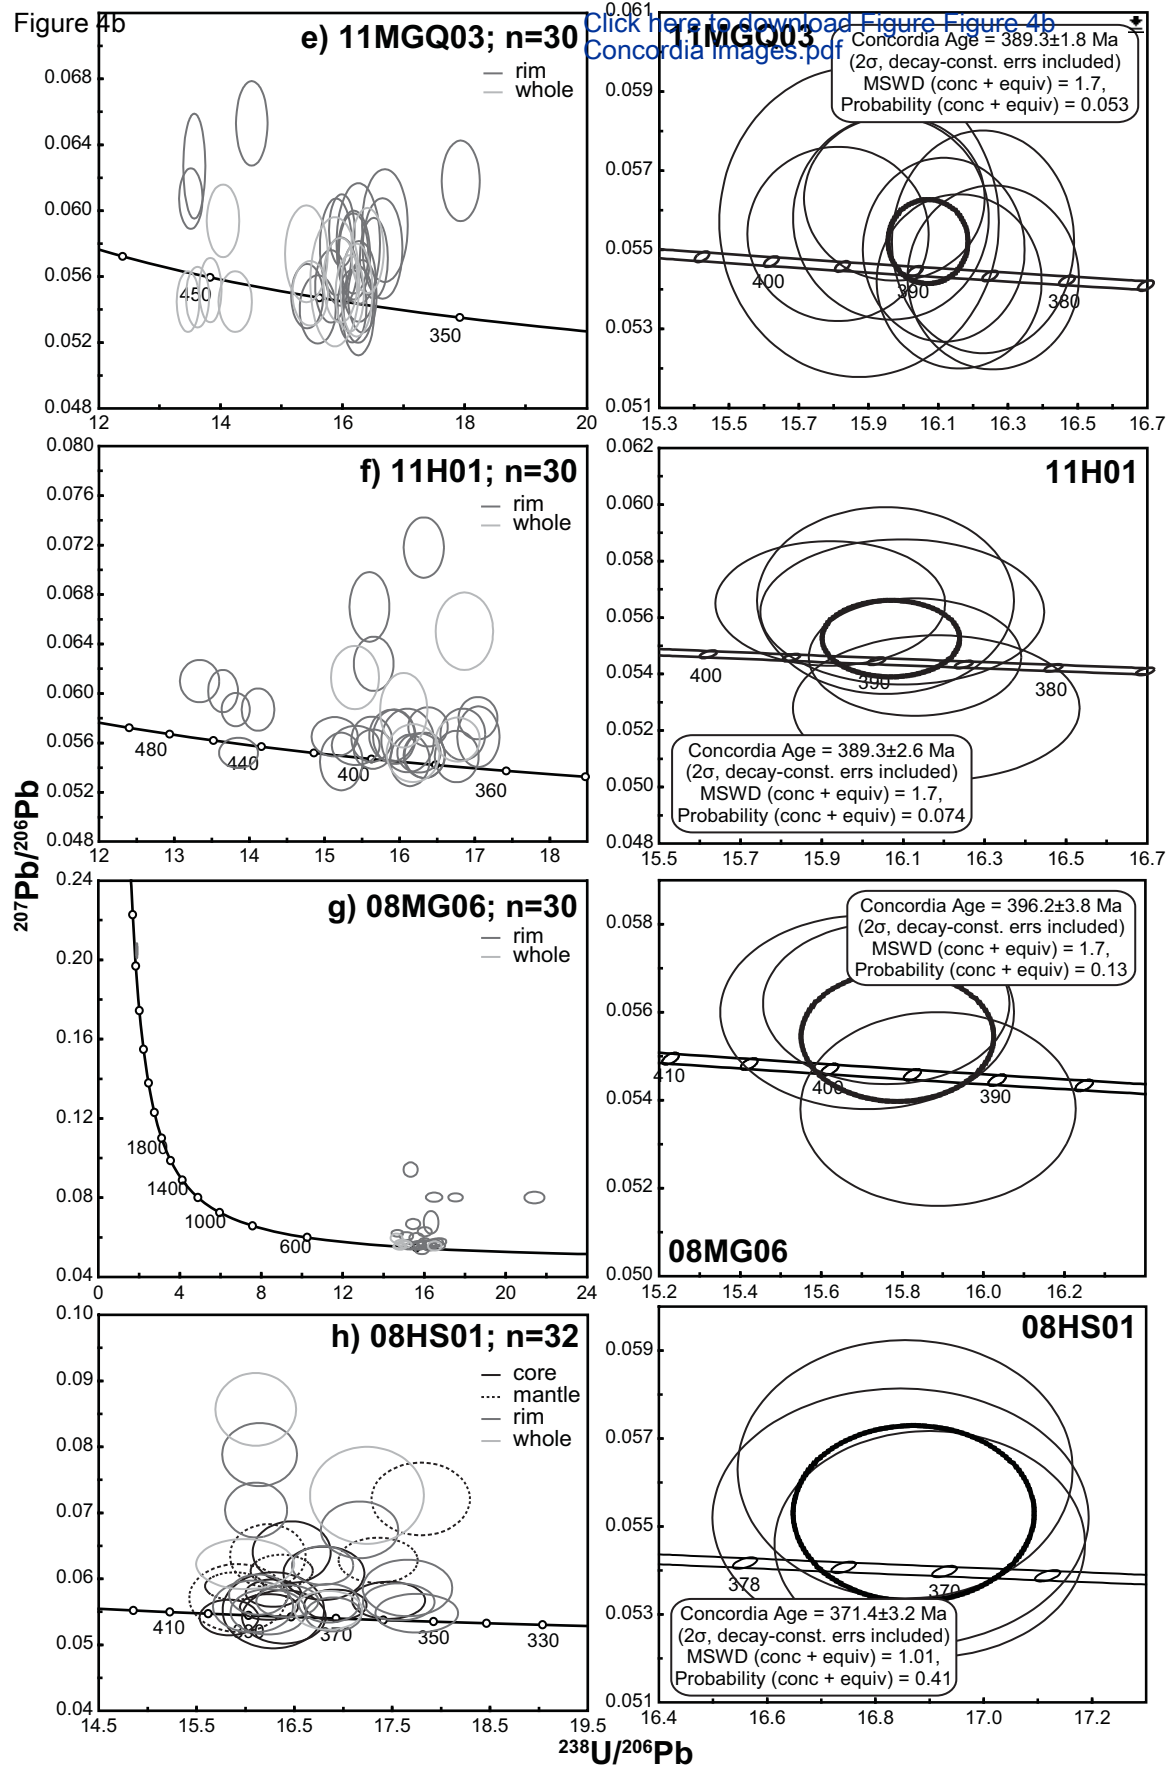 Figure 4b
Click here to download Figure Figure 4b
Concordia Images.pdf
e) 11MGQ03; n=30
rim
whole
0.068
0.064
0.060
0.056
0.052
0.048
450
350
12 14 16 18 20
11MGQ03
Concordia Age = 389.3±1.8 Ma
(2σ, decay-const. errs included)
MSWD (conc + equiv) = 1.7,
Probability (conc + equiv) = 0.053
0.061
0.059
0.057
0.055
0.053
0.051
400
390
380
15.3 15.5 15.7 15.9 16.1 16.3 16.5 16.7
f) 11H01; n=30
rim
whole
0.080
0.076
0.072
0.068
0.064
0.060
0.056
0.052
0.048
480
440
400
360
12 13 14 15 16 17 18
11H01
0.062
0.060
0.058
0.056
0.054
0.052
0.050
0.048
400
390
380
Concordia Age = 389.3±2.6 Ma
(2σ, decay-const. errs included)
MSWD (conc + equiv) = 1.7,
Probability (conc + equiv) = 0.074
15.5 15.7 15.9 16.1 16.3 16.5 16.7
207Pb/206Pb
g) 08MG06; n=30
rim
whole
0.24
0.20
0.16
0.12
0.08
0.04
1800
1400
1000
600
0 4 8 12 16 20 24
Concordia Age = 396.2±3.8 Ma
(2σ, decay-const. errs included)
MSWD (conc + equiv) = 1.7,
Probability (conc + equiv) = 0.13
0.058
0.056
0.054
0.052
0.050
410
400
390
08MG06
15.2 15.4 15.6 15.8 16.0 16.2
h) 08HS01; n=32
core
mantle
rim
whole
0.10
0.09
0.08
0.07
0.06
0.05
0.04
410
390
370
350
330
14.5 15.5 16.5 17.5 18.5 19.5
08HS01
0.059
0.057
0.055
0.053
0.051
378
370
Concordia Age = 371.4±3.2 Ma
(2σ, decay-const. errs included)
MSWD (conc + equiv) = 1.01,
Probability (conc + equiv) = 0.41
16.4 16.6 16.8 17.0 17.2
238U/206Pb